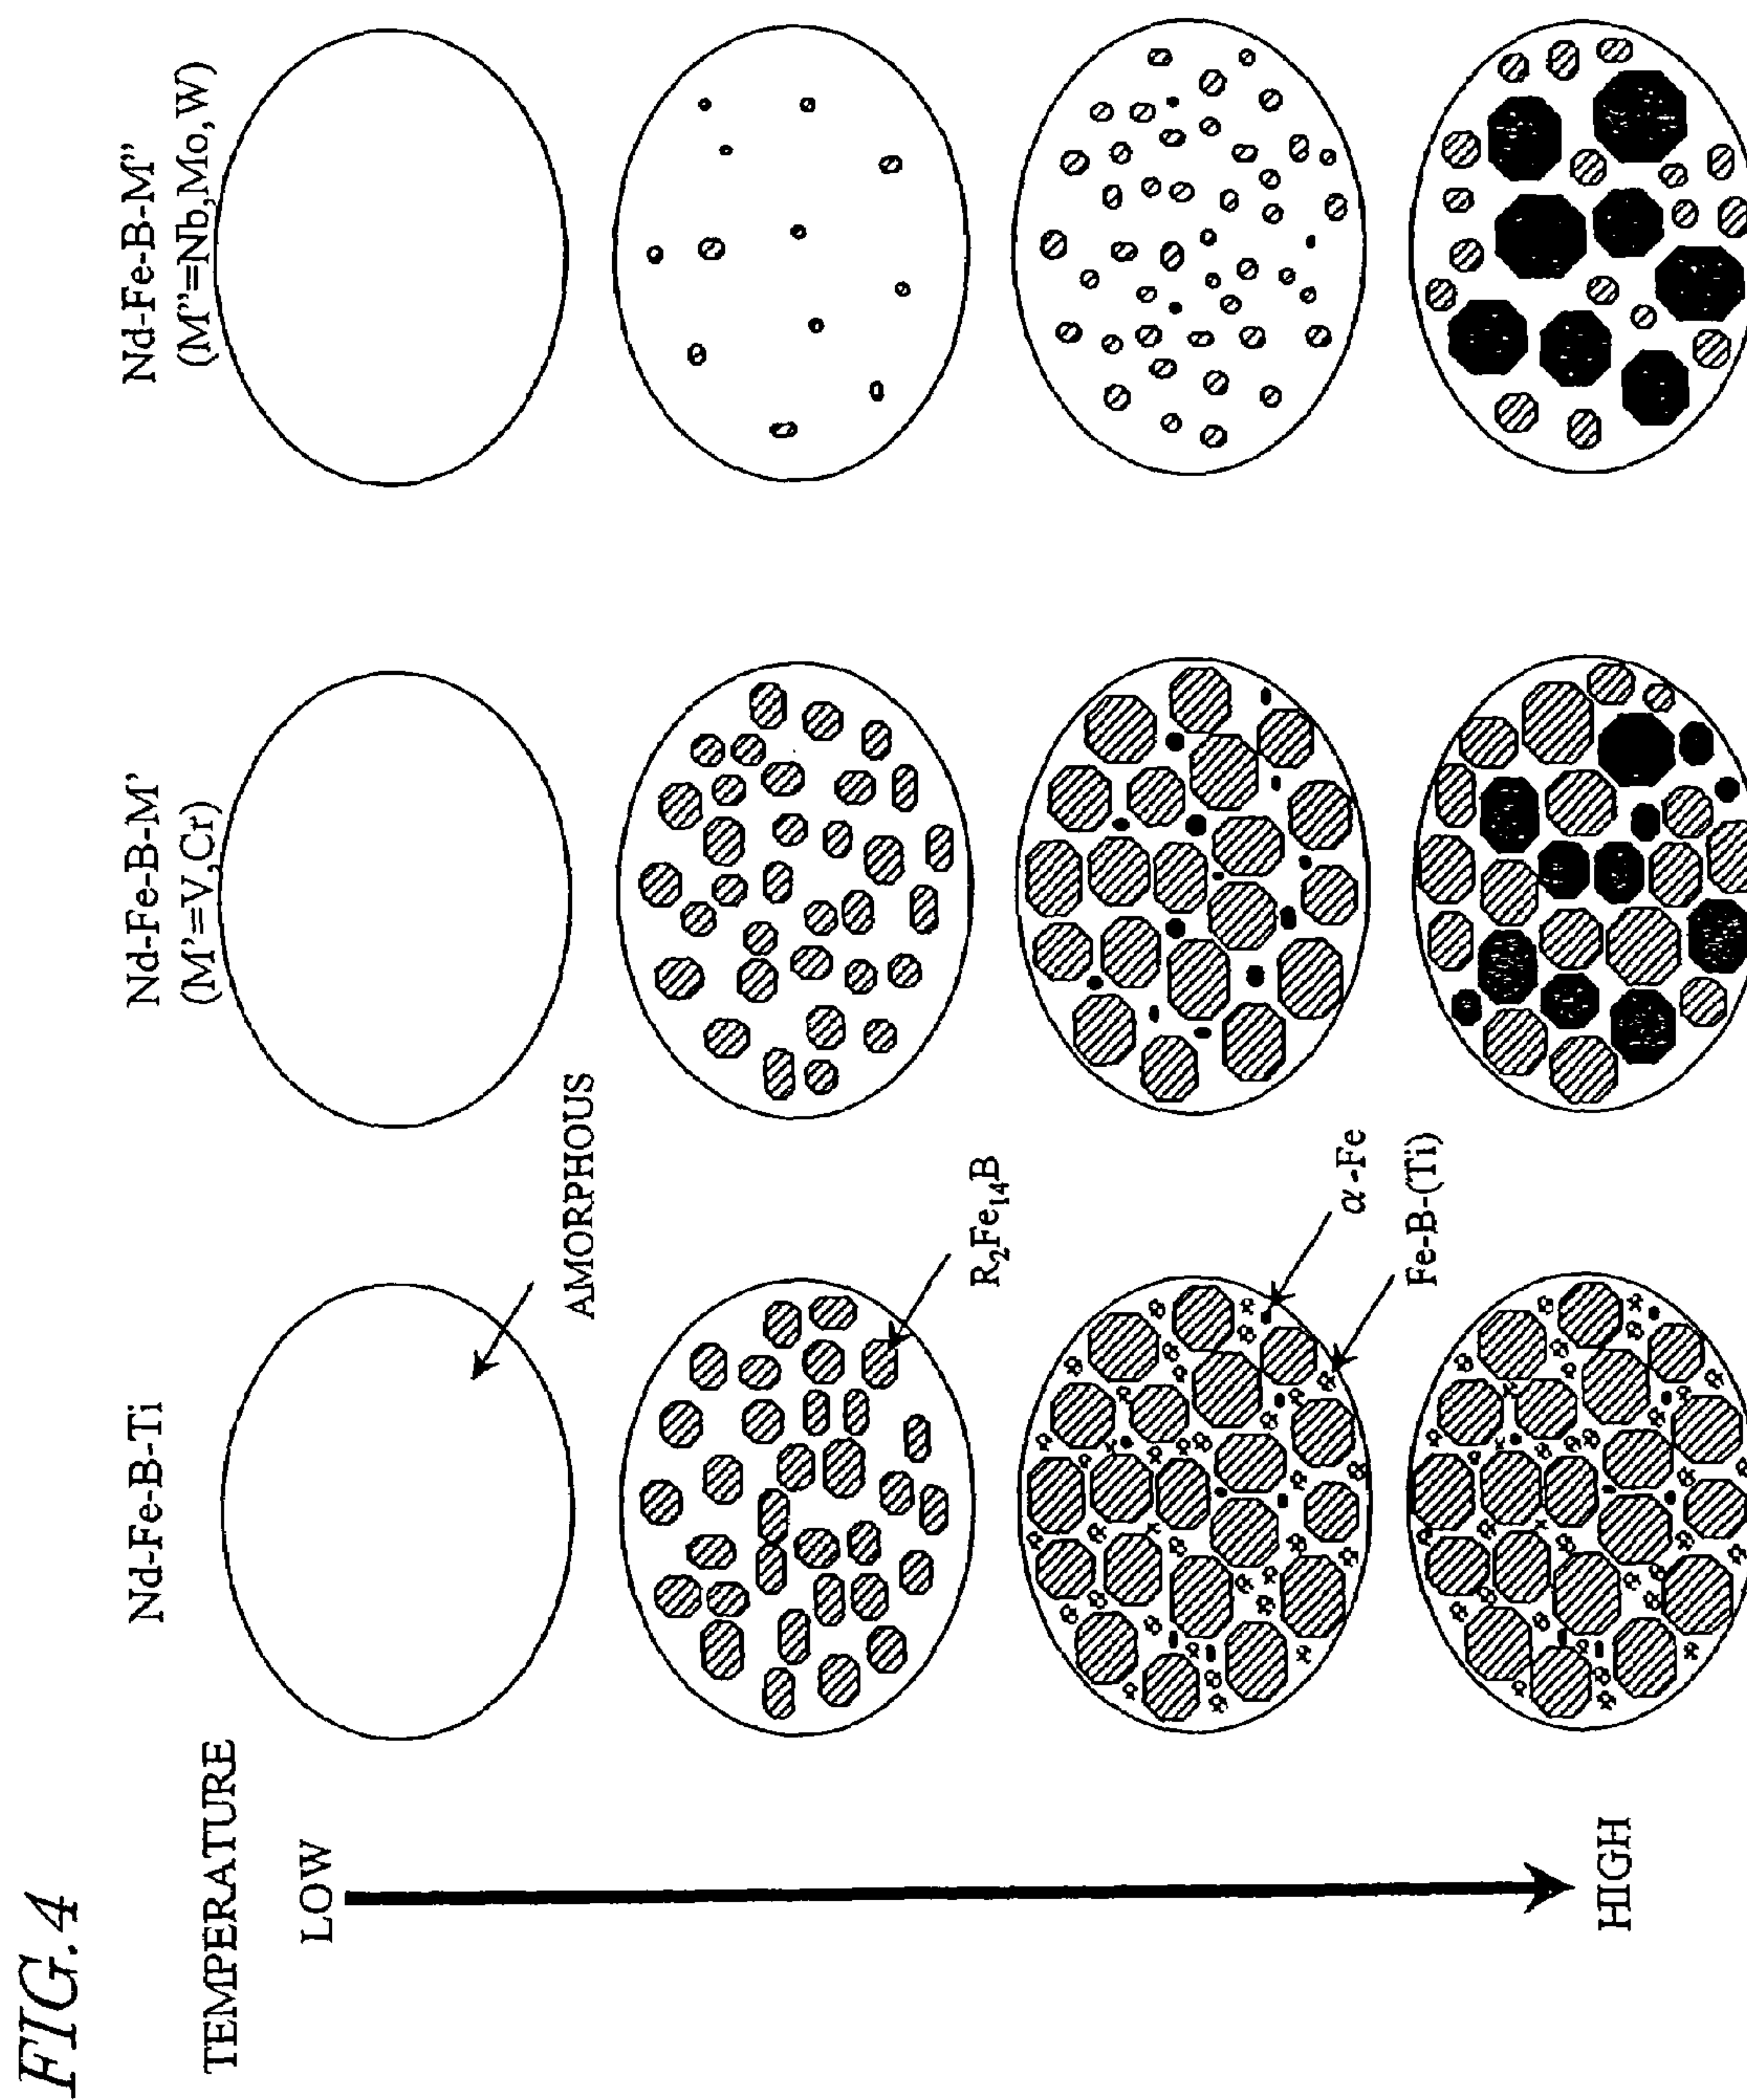 FIG.4
TEMPERATURE
LOW
HIGH
Nd-Fe-B-Ti
Nd-Fe-B-M'
(M'=V,Cr)
Nd-Fe-B-M"
(M"=Nb,Mo,W)
AMORPHOUS
R₂Fe₁₄B
α-Fe
Fe-B-(Ti)